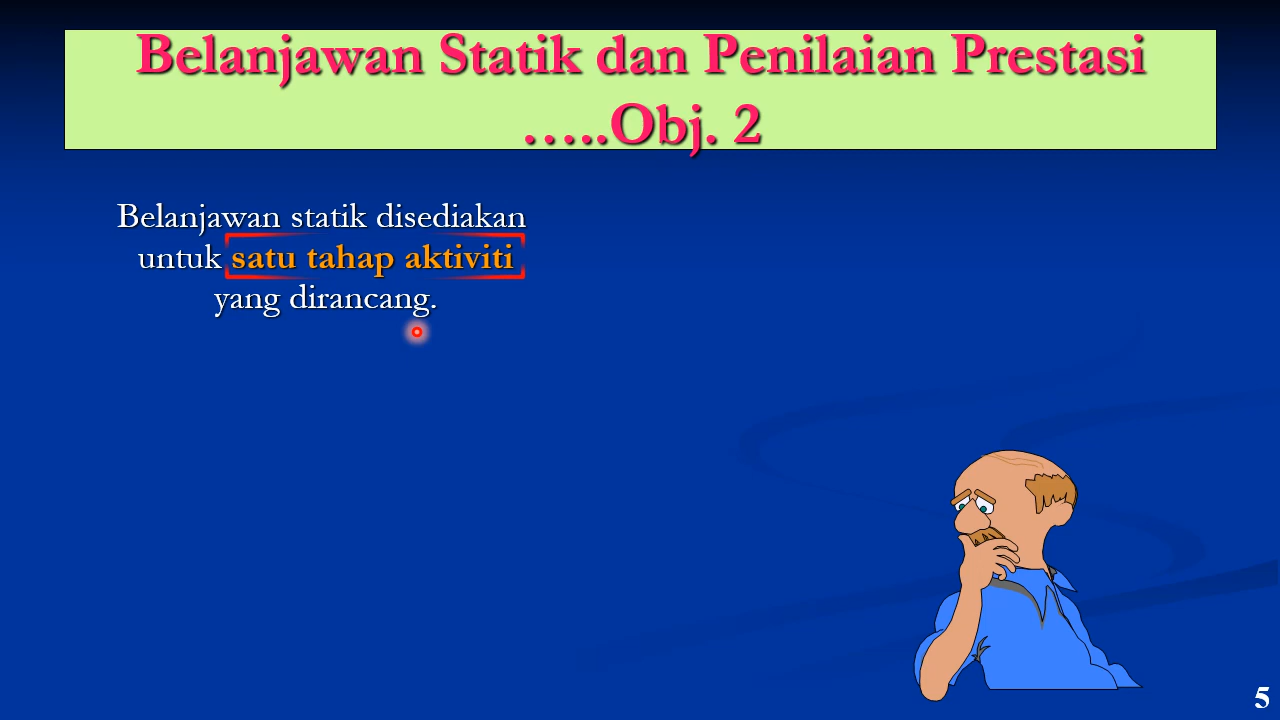 Belanjawan Statik dan Penilaian Prestasi
…..Obj. 2
Belanjawan statik disediakan
untuk satu tahap aktiviti
yang dirancang.
5